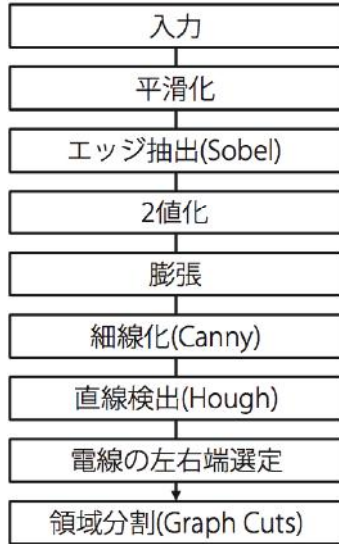 入力
平滑化
エッジ抽出(Sobel)
2値化
膨張
細線化(Canny)
直線検出(Hough)
電線の左右端選定
領域分割(Graph Cuts)